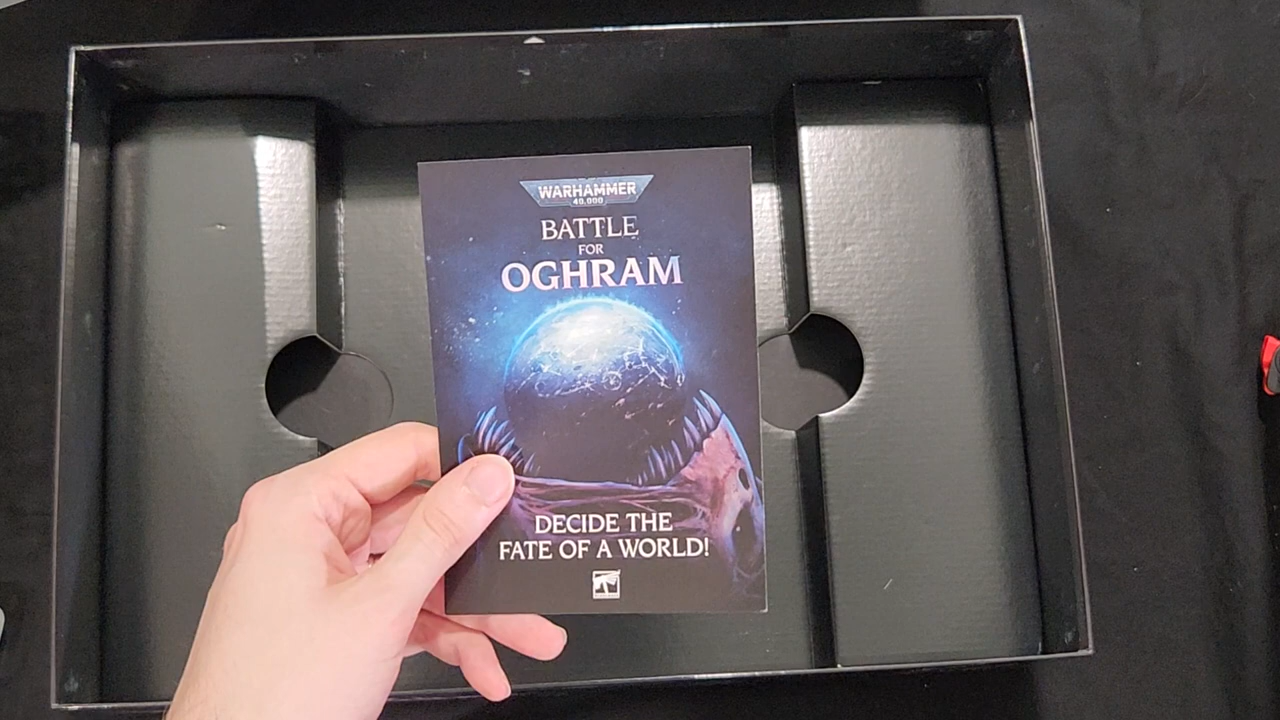 WARHAMMER
40,000
BATTLE
FOR
OGHRAM
DECIDE THE
FATE OF A WORLD!